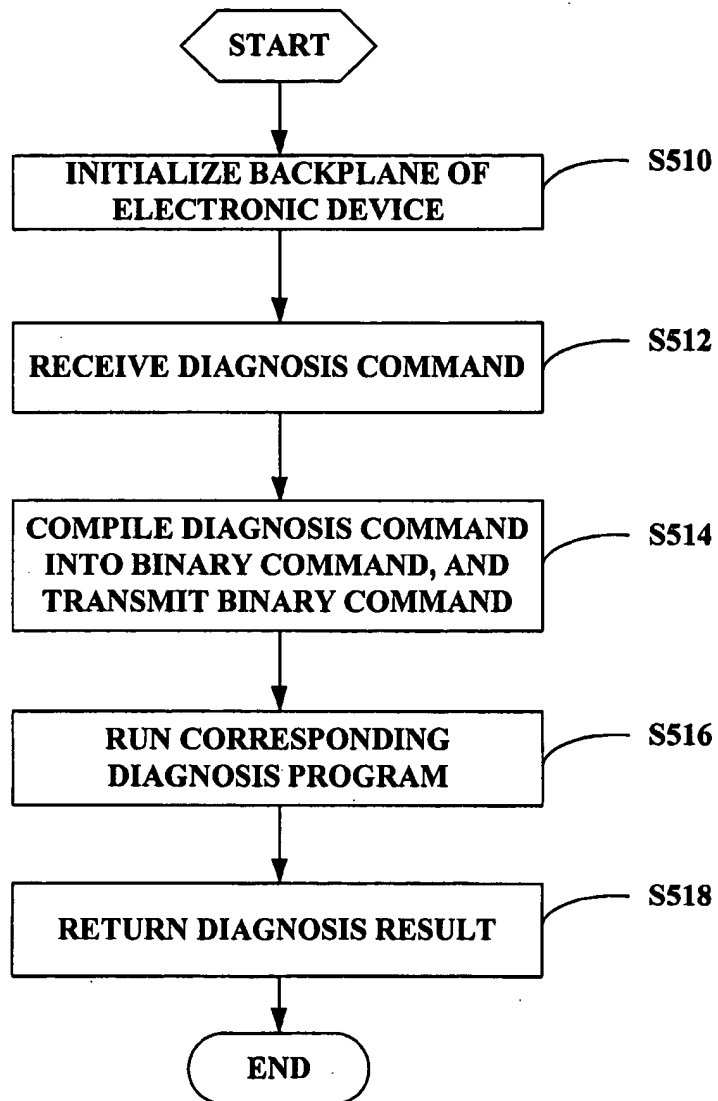 START
INITIALIZE BACKPLANE OF
ELECTRONIC DEVICE
S510
RECEIVE DIAGNOSIS COMMAND
S512
COMPILE DIAGNOSIS COMMAND
INTO BINARY COMMAND, AND
TRANSMIT BINARY COMMAND
S514
RUN CORRESPONDING
DIAGNOSIS PROGRAM
S516
RETURN DIAGNOSIS RESULT
S518
END